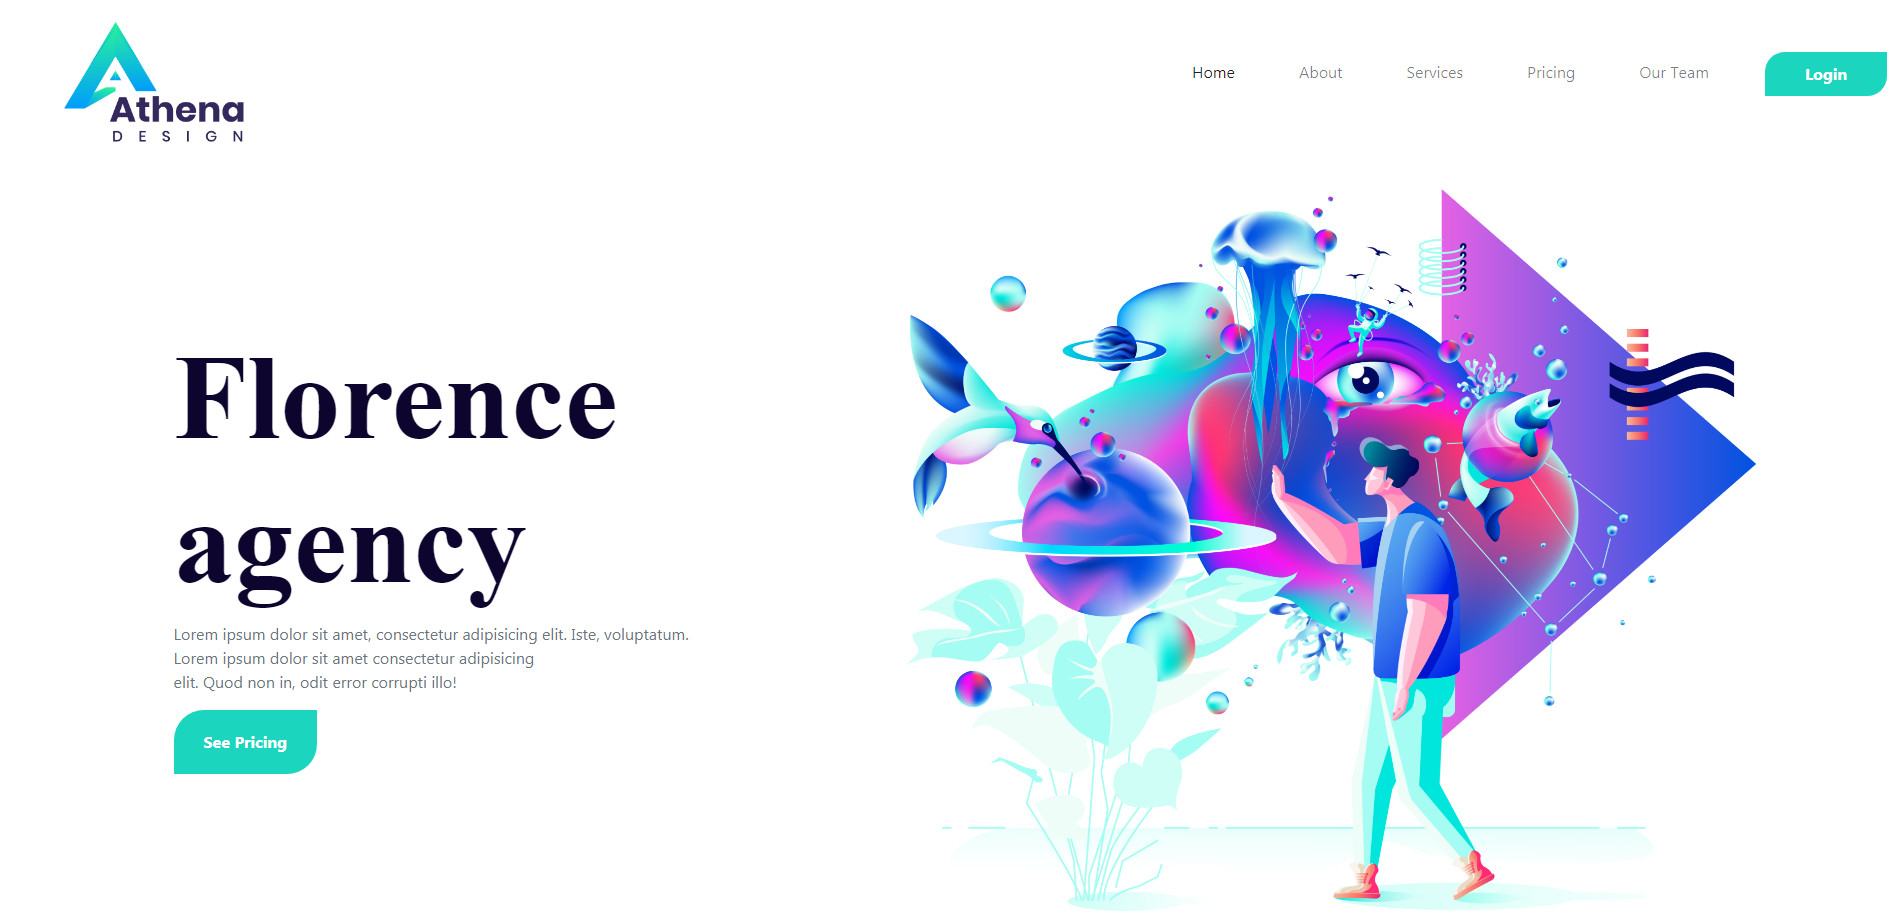 Athena
DESIGN
Home
About
Services
Pricing
Our Team
Login
Florence
agency
Lorem ipsum dolor sit amet, consectetur adipisicing elit. Iste, voluptatum.
Lorem ipsum dolor sit amet consectetur adipisicing
elit. Quod non in, odit error corrupti illo!
See Pricing